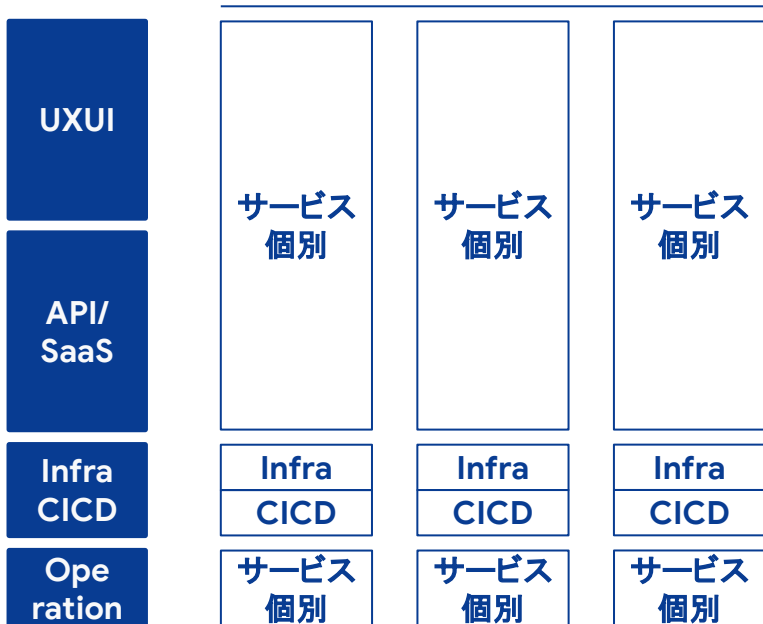 UXUI
サービス
個別
サービス
個別
サービス
個別
API/
SaaS
Infra
CICD
Infra
CICD
Infra
CICD
Infra
CICD
Ope
ration
サービス
個別
サービス
個別
サービス
個別